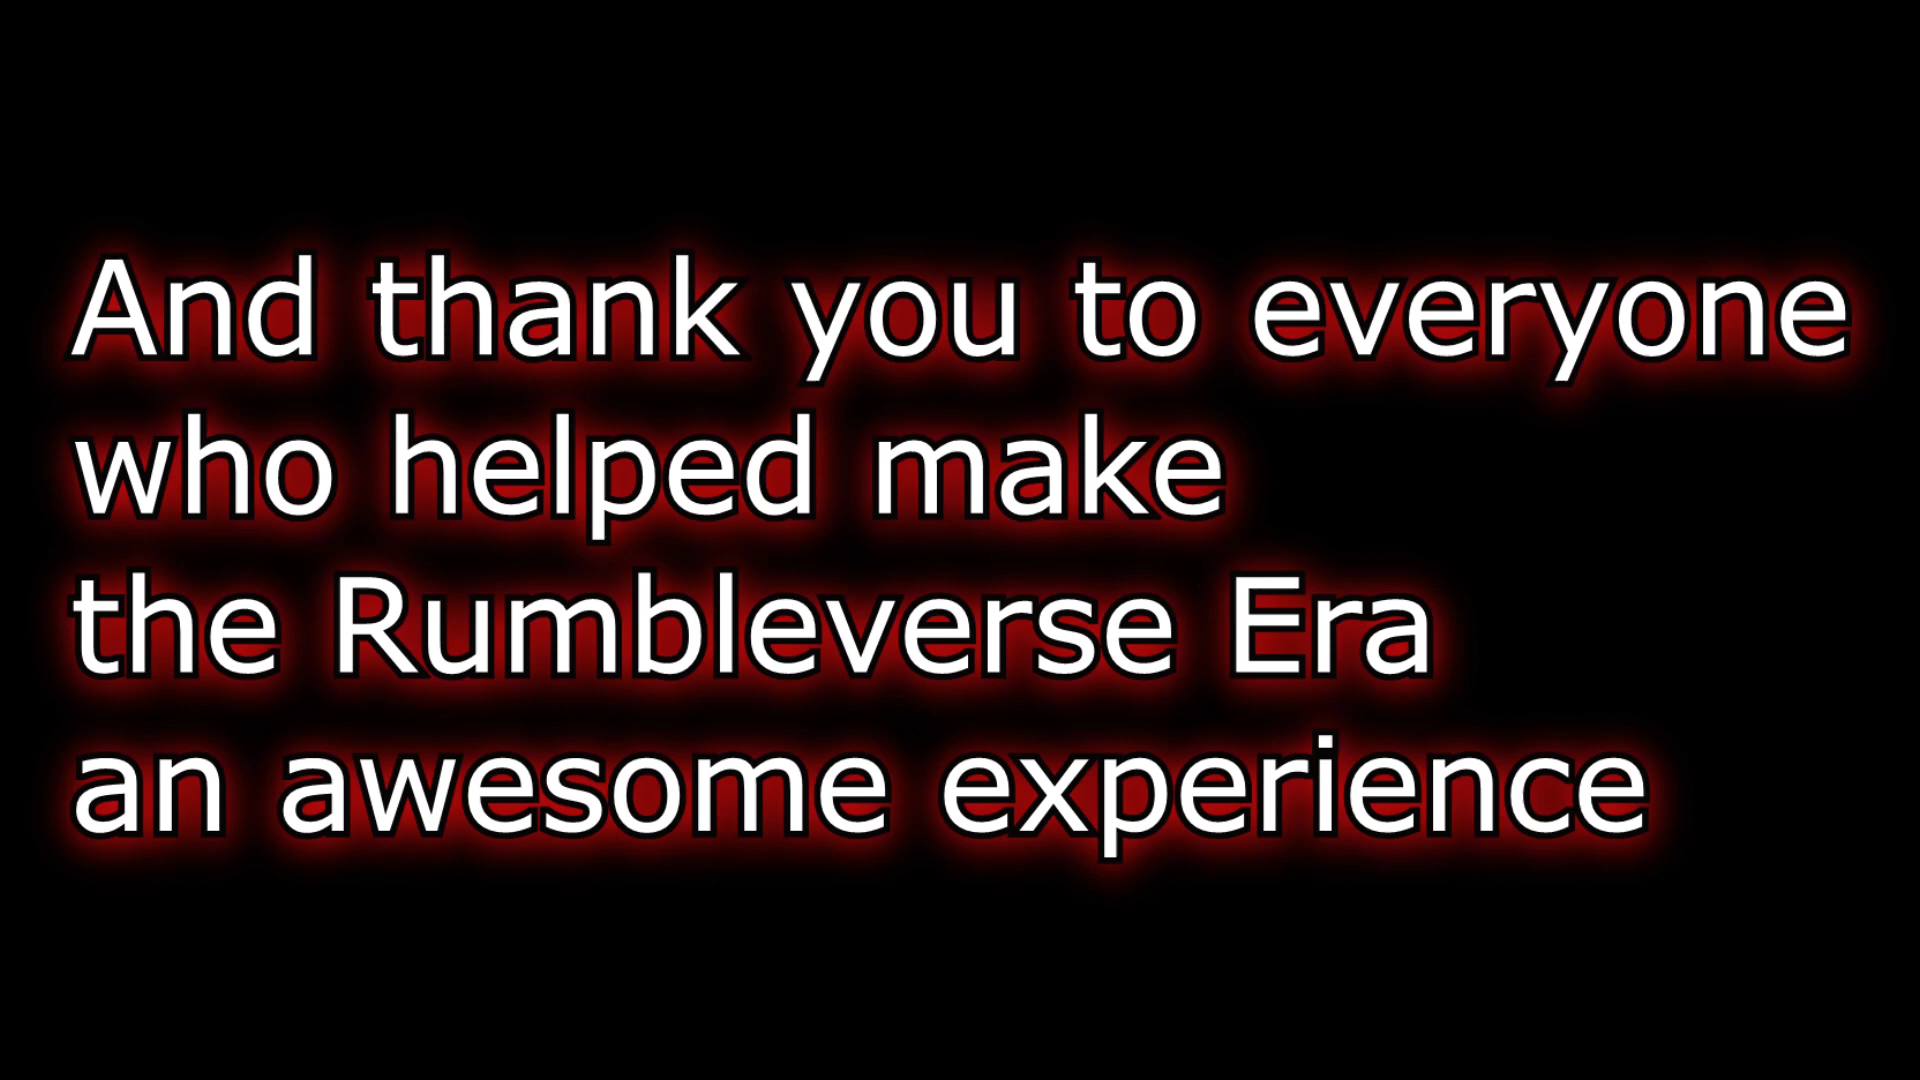 And thank you to everyone
who helped make
the Rumbleverse Era
an awesome experience